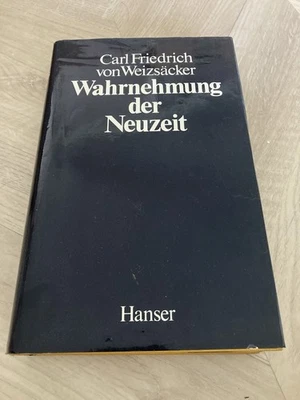 Carl Friedrich
von Weizsäcker
Wahrnehmung
der
Neuzeit
Hanser